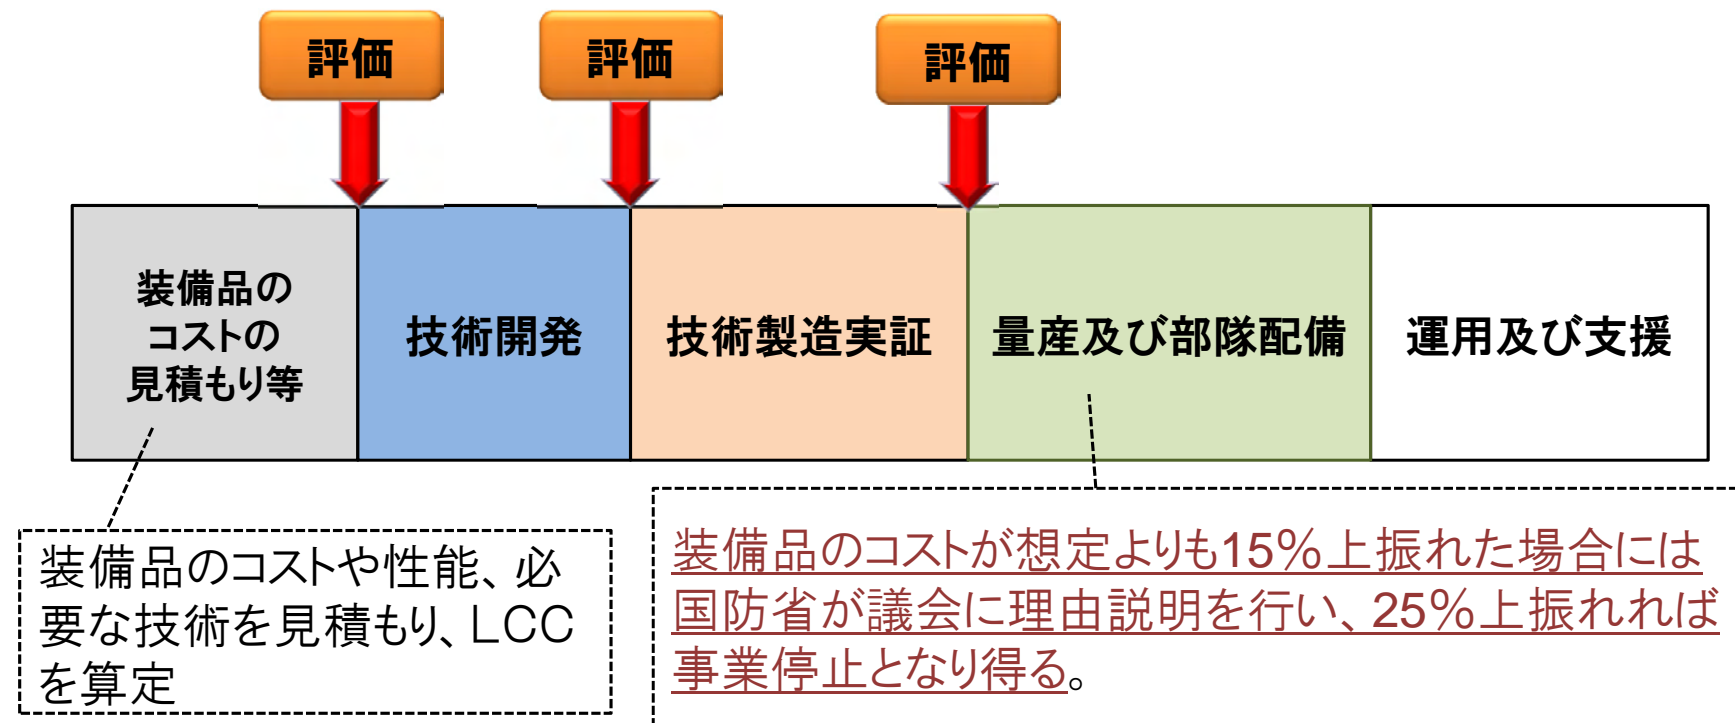 評価
評価
評価
装備品の
コストの
見積もり等
技術開発
技術製造実証
量産及び部隊配備
運用及び支援
装備品のコストや性能、必
要な技術を見積もり、LCC
を算定
装備品のコストが想定よりも15%上振れた場合には
国防省が議会に理由説明を行い、25%上振れれば
事業停止となり得る。